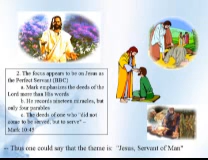 2. The focus appears to be on Jesus as
the Perfect Servant (BBC)
a. Mark emphasizes the deeds of the
Lord more than His words
b. He records nineteen miracles, but
only four parables
c. The deeds of one who "did not
come to be served, but to serve" –
Mark 10:45
-- Thus one could say that the theme is: "Jesus, Servant of Man"